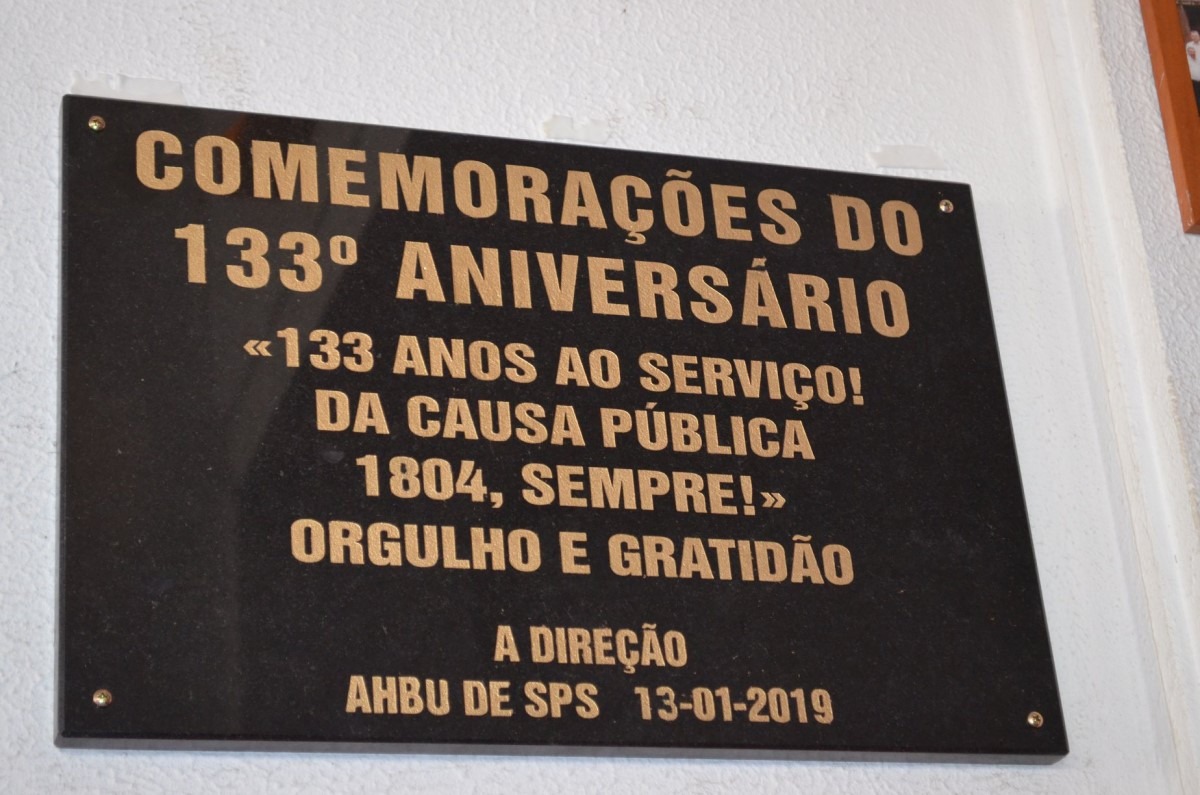 COMEMORAÇÕES DO
133º ANIVERSÁRIO
«133 ANOS AO SERVIÇO!
DA CAUSA PÚBLICA
1804, SEMPRE!»
ORGULHO E GRATIDÃO
A DIREÇÃO
AHBU DE SPS 13-01-2019